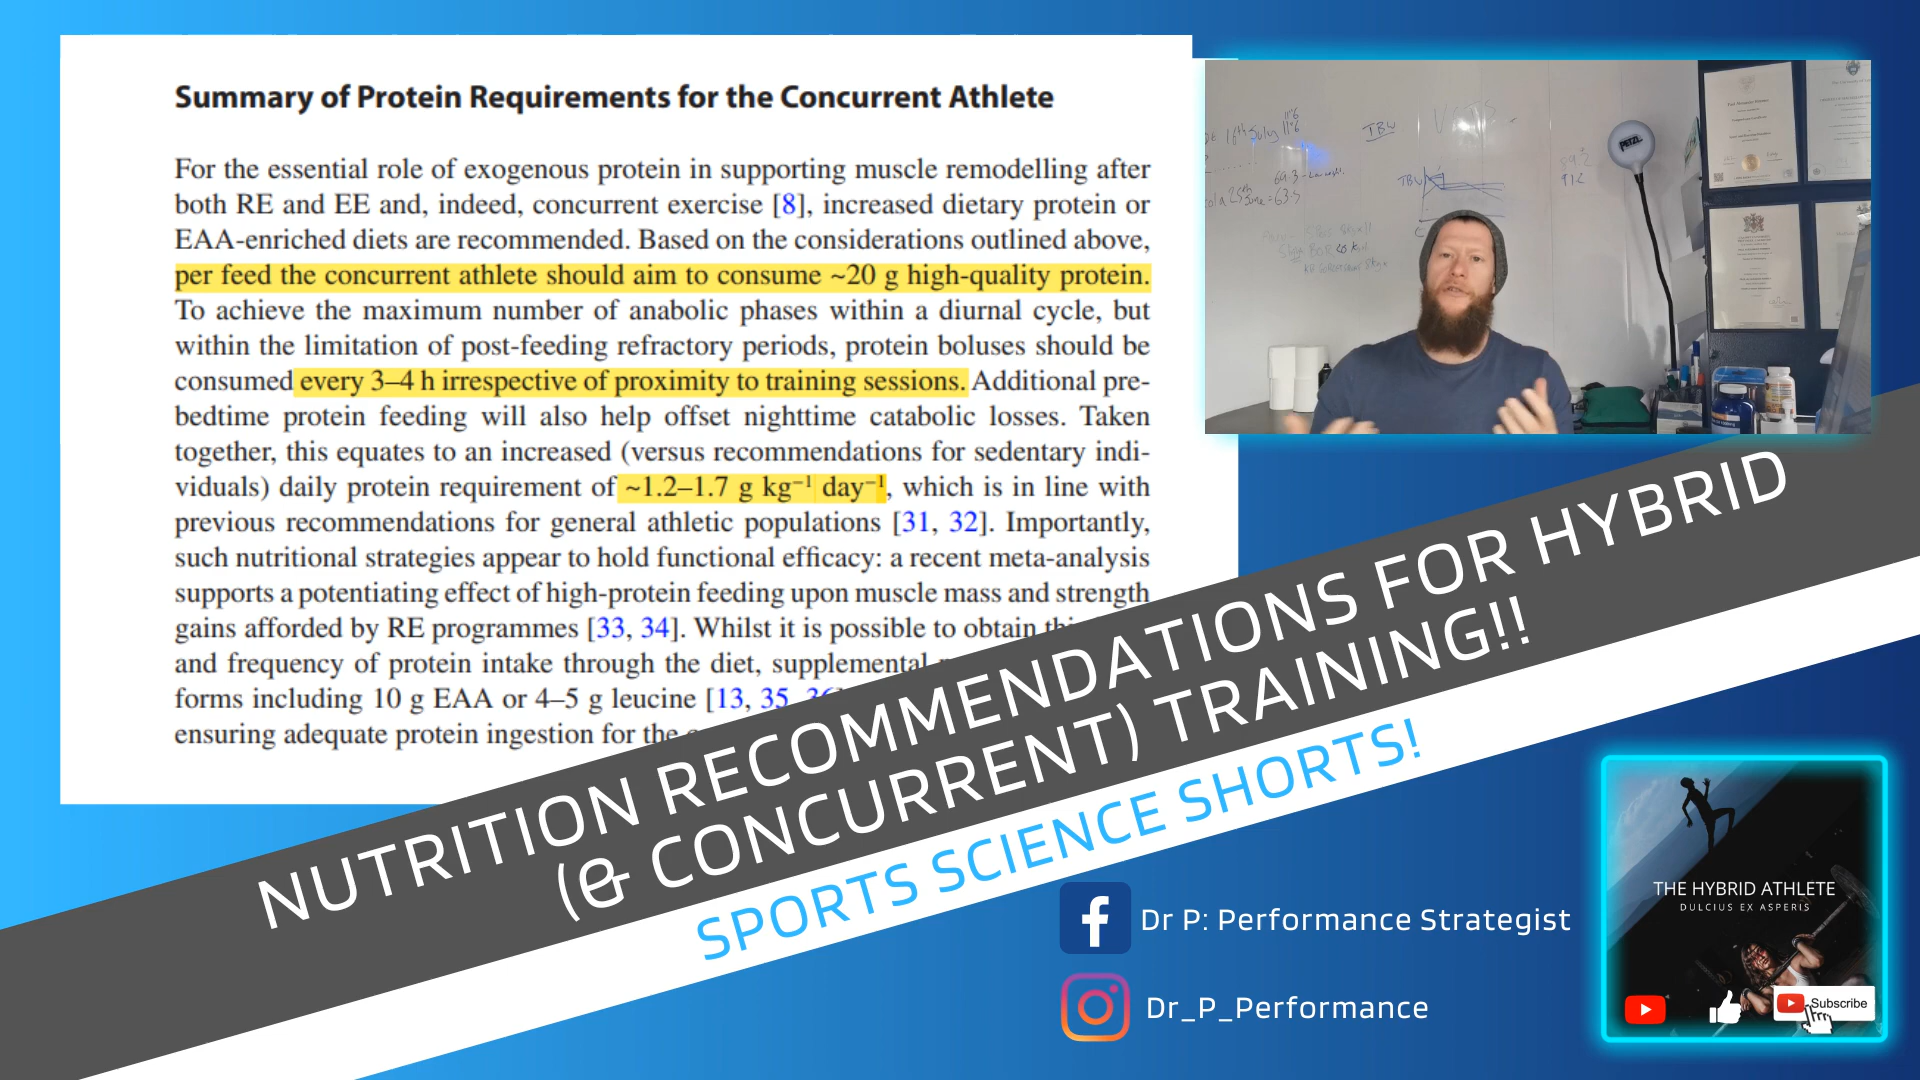 Summary of Protein Requirements for the Concurrent Athlete
For the essential role of exogenous protein in supporting muscle remodelling after
both RE and EE and, indeed, concurrent exercise [8], increased dietary protein or
EAA-enriched diets are recommended. Based on the considerations outlined above,
per feed the concurrent athlete should aim to consume ~20 g high-quality protein.
To achieve the maximum number of anabolic phases within a diurnal cycle, but
within the limitation of post-feeding refractory periods, protein boluses should be
consumed every 3–4 h irrespective of proximity to training sessions. Additional pre-
bedtime protein feeding will also help offset nighttime catabolic losses. Taken
together, this equates to an increased (versus recommendations for sedentary indi-
viduals) daily protein requirement of ~1.2–1.7 g kg⁻¹ day⁻¹, which is in line with
previous recommendations for general athletic populations [31, 32]. Importantly,
such nutritional strategies appear to hold functional efficacy: a recent meta-analysis
supports a potentiating effect of high-protein feeding upon muscle mass and strength
gains afforded by RE programmes [33, 34]. Whilst it is possible to obtain
and frequency of protein intake through the diet, supplemental
forms including 10 g EAA or 4–5 g leucine [13, 35,
ensuring adequate protein ingestion for the
16th July 11%
TBW
TBW
PETZL
NUTRITION RECOMMENDATIONS FOR HYBRID
(& CONCURRENT) TRAINING!!
SPORTS SCIENCE SHORTS!
Dr P: Performance Strategist
Dr_P_Performance
THE HYBRID ATHLETE
DULCIUS EX ASPERIS
Subscribe